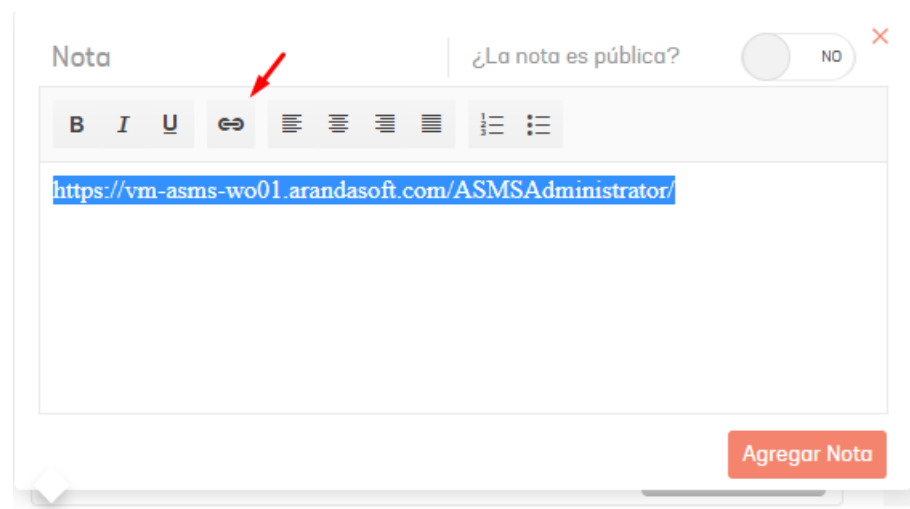 Nota
¿La nota es pública?
NO
B I U
https://vm-asms-wo01.arandasoft.com/ASMSAdministrator/
Agregar Nota